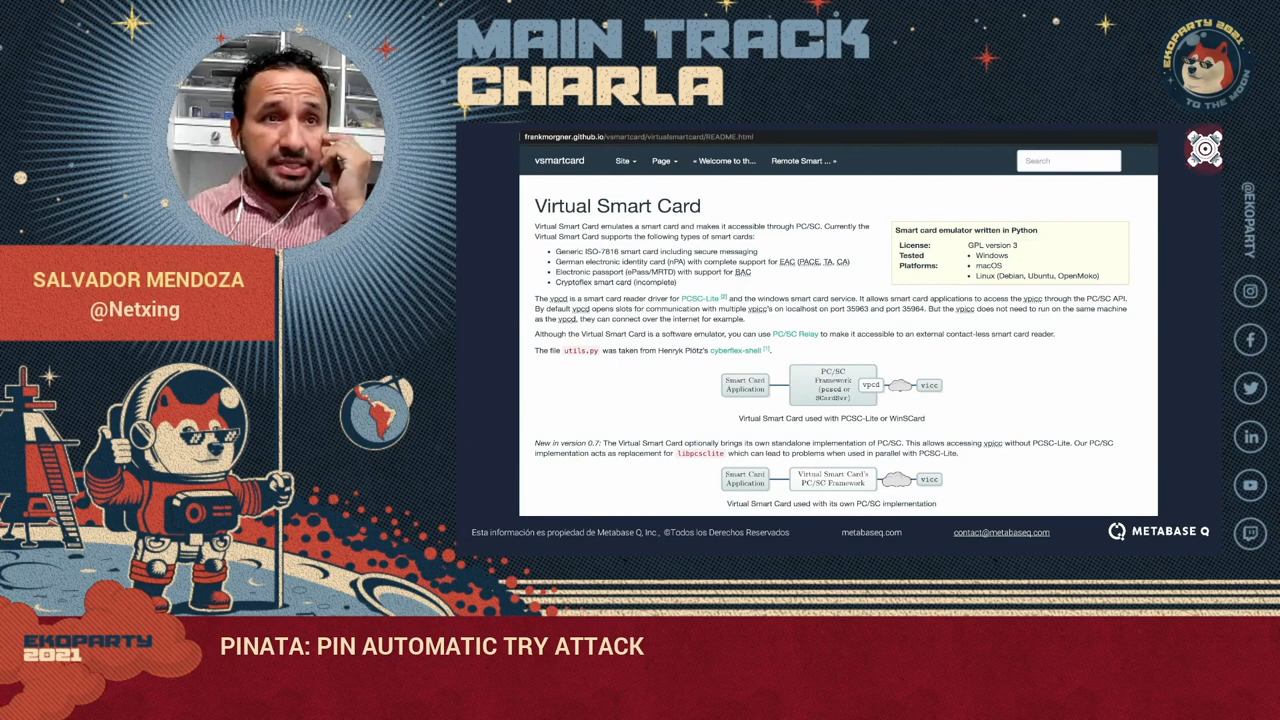 MAIN TRACK
CHARLA
EKOPARTY 2021
TO THE MOON
SALVADOR MENDOZA
@Netxing
frankmorgner.github.io/vsmartcard/virtualsmartcard/README.html
vsmartcard
Site
Page
« Welcome to th...
Remote Smart ... »
Search
Virtual Smart Card
Virtual Smart Card emulates a smart card and makes it accessible through PC/SC. Currently the
Virtual Smart Card supports the following types of smart cards:
• Generic ISO-7816 smart card including secure messaging
• German electronic identity card (nPA) with complete support for EAC (PACE, TA, CA)
• Electronic passport (ePass/MRTD) with support for BAC
• Cryptoflex smart card (incomplete)
Smart card emulator written in Python
License: GPL version 3
Tested • Windows
Platforms: • macOS
• Linux (Debian, Ubuntu, OpenMoko)
The vpcd is a smart card reader driver for PCSC-Lite [2] and the windows smart card service. It allows smart card applications to access the vpicc through the PC/SC API.
By default vpcd opens slots for communication with multiple vpicc's on localhost on port 35963 and port 35964. But the vpicc does not need to run on the same machine
as the vpcd, they can connect over the internet for example.
Although the Virtual Smart Card is a software emulator, you can use PC/SC Relay to make it accessible to an external contact-less smart card reader.
The file utils.py was taken from Henryk Plötz's cyberflex-shell [1].
Smart Card
Application
PC/SC
Framework
(pcscd or
SCardSvr)
vpcd
vicc
Virtual Smart Card used with PCSC-Lite or WinSCard
New in version 0.7: The Virtual Smart Card optionally brings its own standalone implementation of PC/SC. This allows accessing vpicc without PCSC-Lite. Our PC/SC
implementation acts as replacement for libpcsclite which can lead to problems when used in parallel with PCSC-Lite.
Smart Card
Application
Virtual Smart Card's
PC/SC Framework
vicc
Virtual Smart Card used with its own PC/SC implementation
Esta información es propiedad de Metabase Q, Inc., ©Todos los Derechos Reservados
metabaseq.com
contact@metabaseq.com
METABASE Q
@EKOPARTY
EKOPARTY
2021
PINATA: PIN AUTOMATIC TRY ATTACK